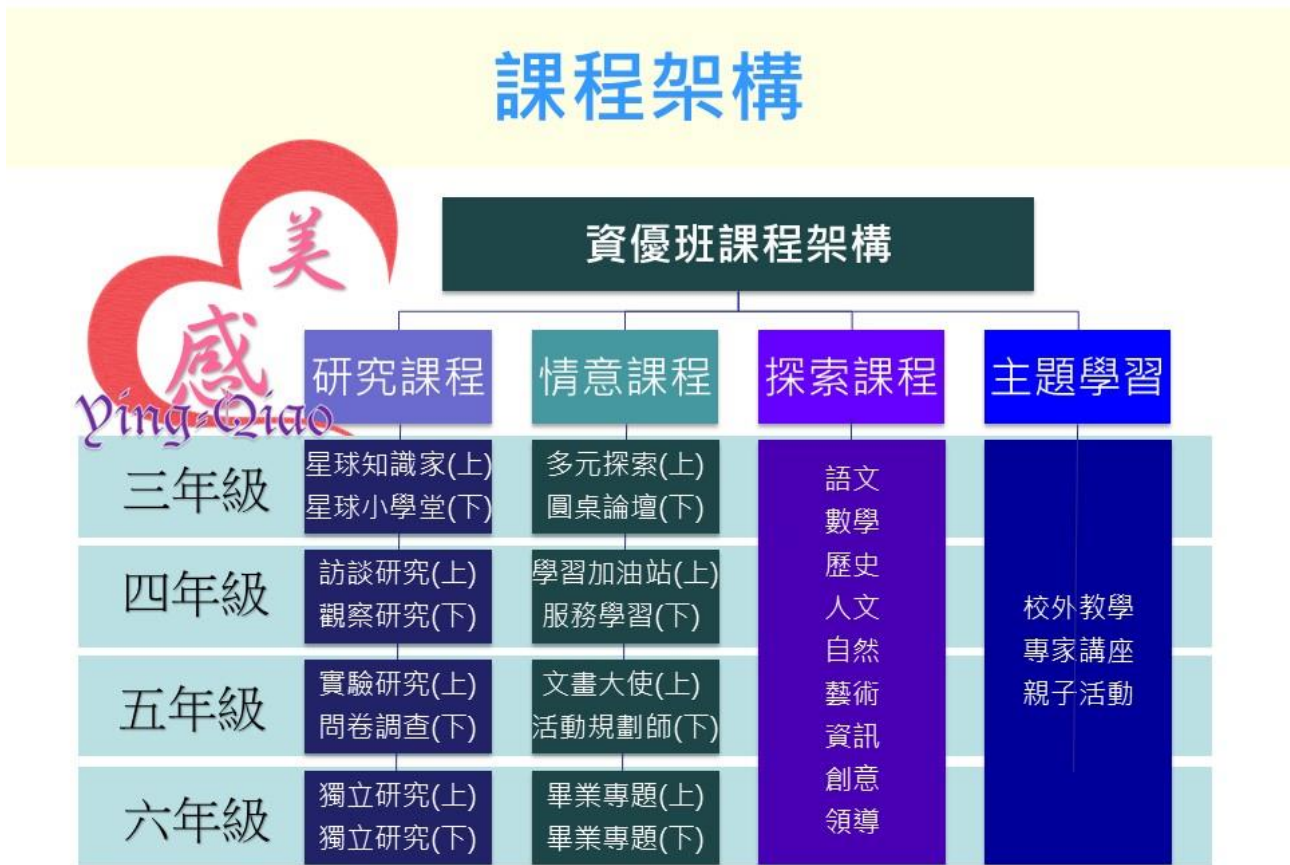 課程架構
美
感
Ying-Qiao
資優班課程架構
研究課程
情意課程
探索課程
主題學習
三年級
星球知識家(上)
星球小學堂(下)
多元探索(上)
圓桌論壇(下)
四年級
訪談研究(上)
觀察研究(下)
學習加油站(上)
服務學習(下)
五年級
實驗研究(上)
問卷調查(下)
文畫大使(上)
活動規劃師(下)
六年級
獨立研究(上)
獨立研究(下)
畢業專題(上)
畢業專題(下)
語文
數學
歷史
人文
自然
藝術
資訊
創意
領導
校外教學
專家講座
親子活動